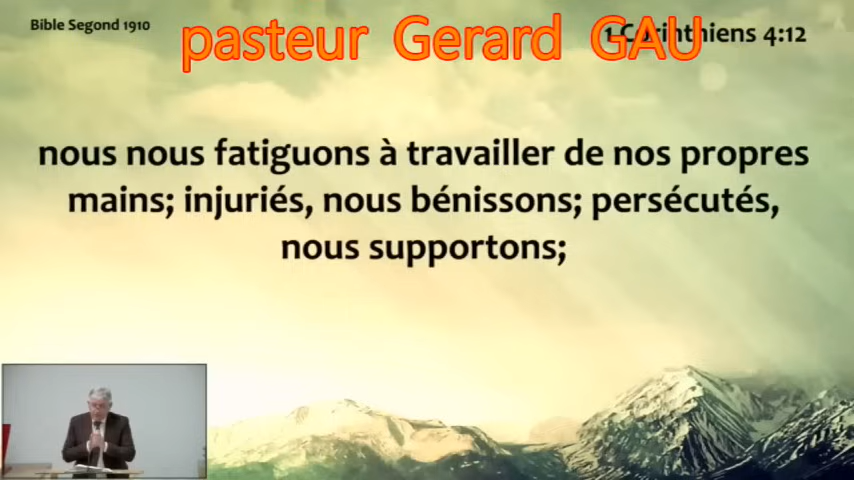 Bible Segond 1910
pasteur Gerard GAU
1 Corinthiens 4:12
nous nous fatiguons à travailler de nos propres
mains; injuriés, nous bénissons; persécutés,
nous supportons;